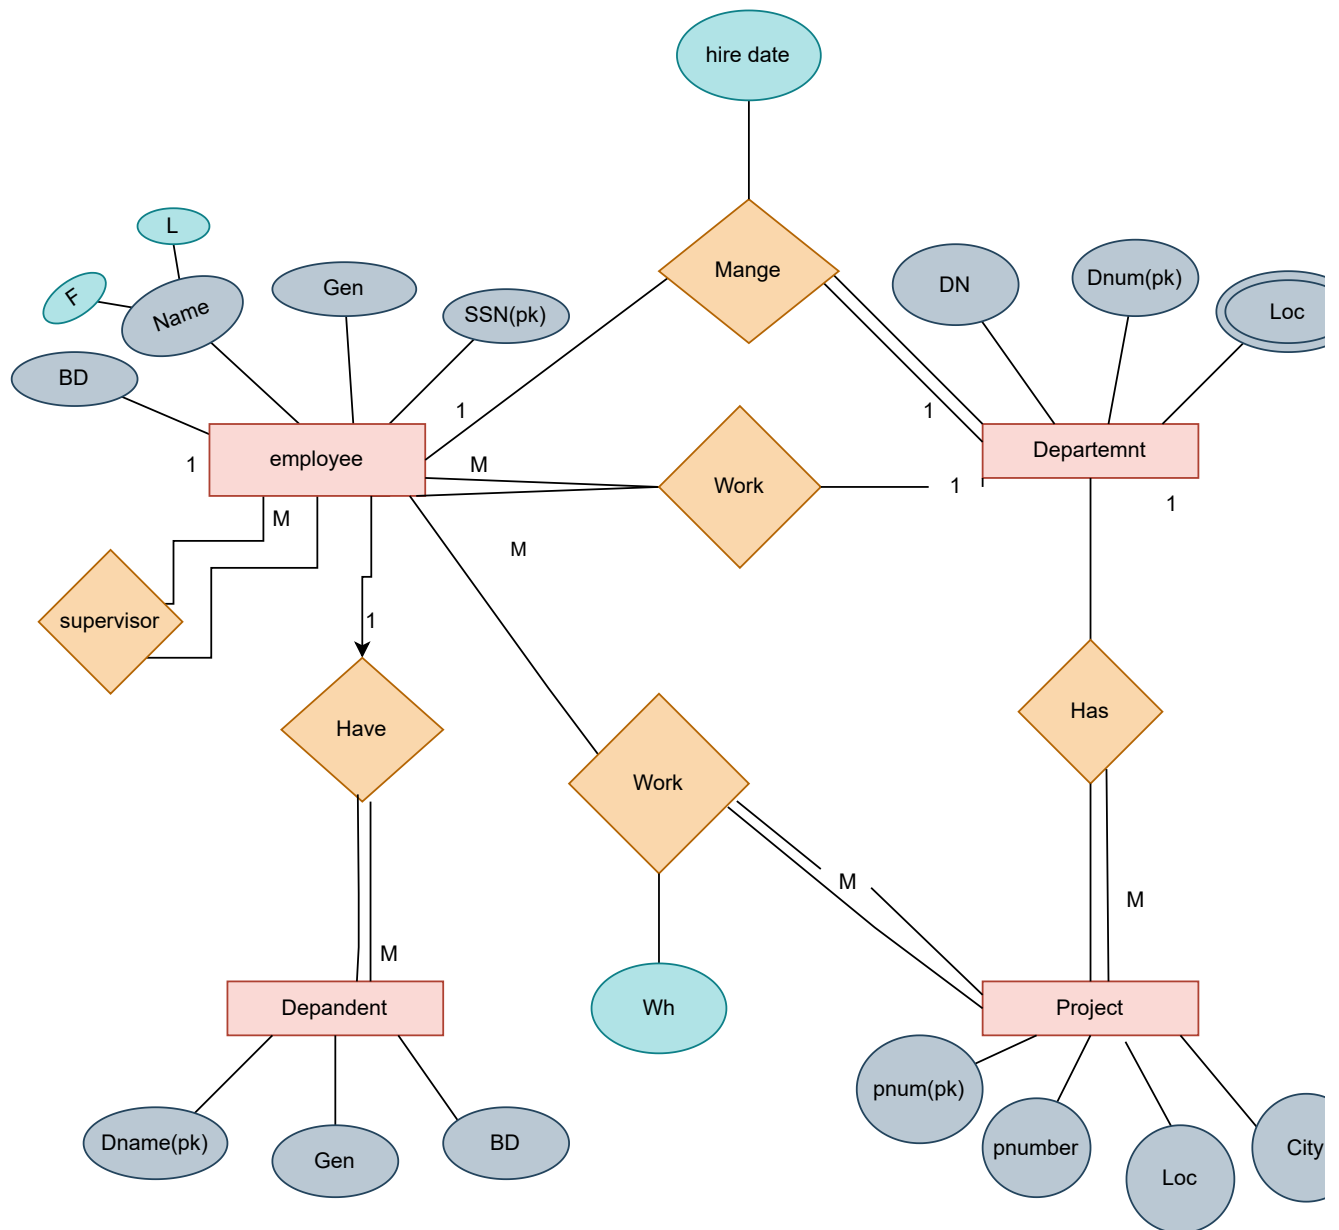 hire date
L
F
Name
Gen
SSN(pk)
BD
Mange
DN
Dnum(pk)
Loc
1
1
employee
M
1
Work
1
Departemnt
1
M
M
supervisor
1
Have
Work
Has
M
M
M
Depandent
Wh
Project
Dname(pk)
Gen
BD
pnum(pk)
pnumber
Loc
City